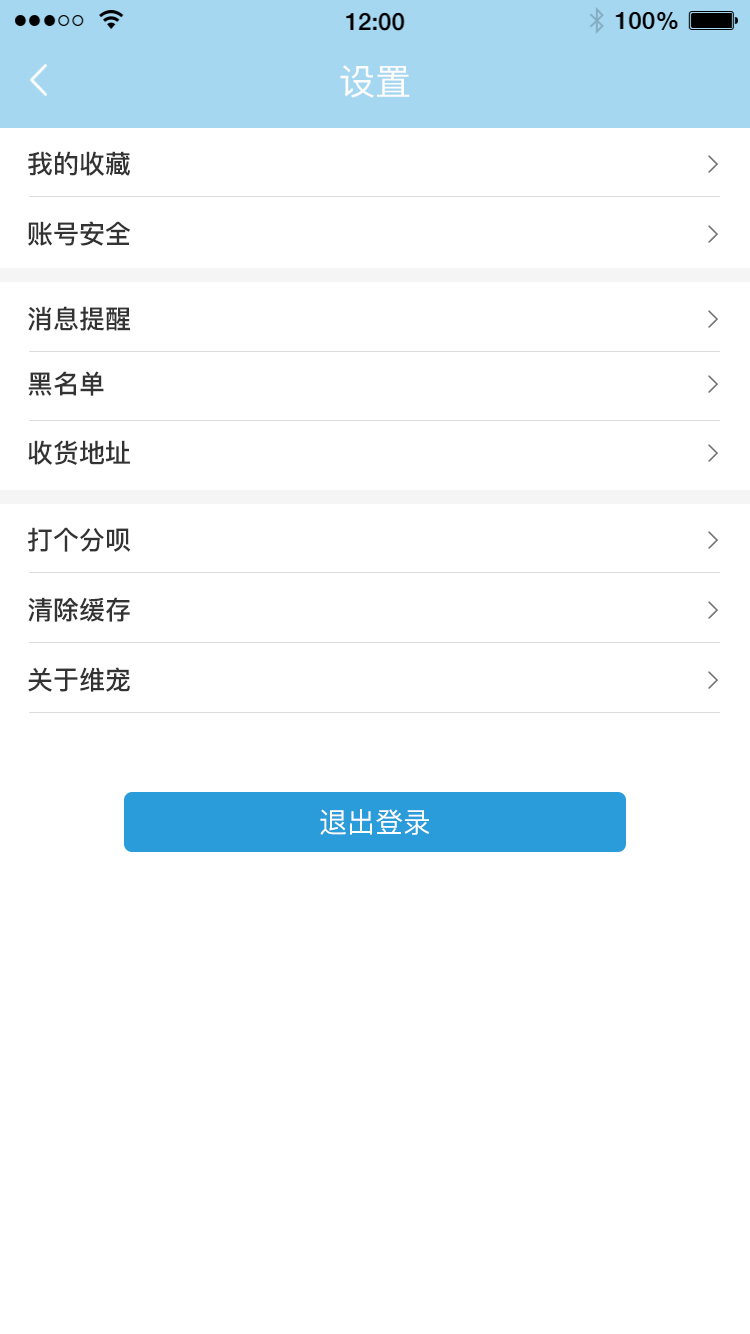 12:00
100%
设置
我的收藏
账号安全
消息提醒
黑名单
收货地址
打个分呗
清除缓存
关于维宠
退出登录